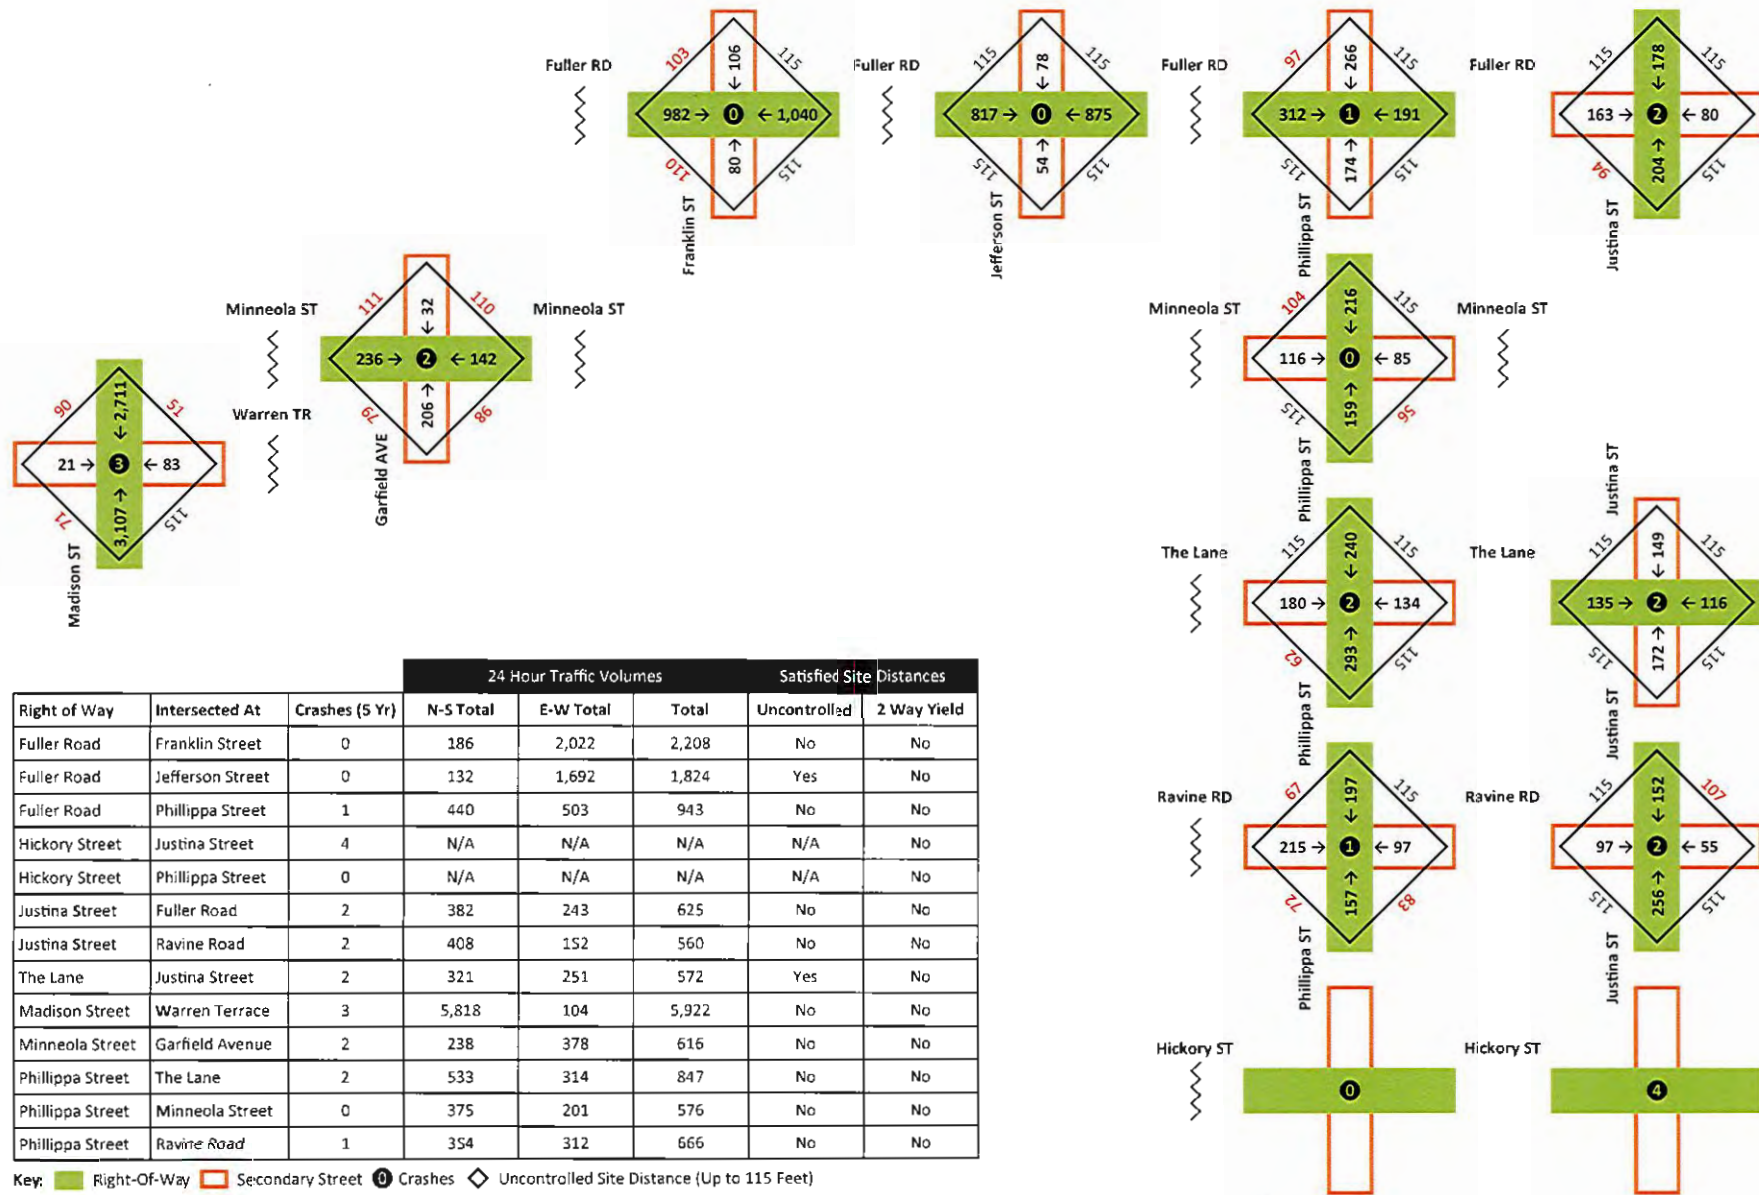 Fuller RD
103
106
115
982 → 0 ← 1,040
110
80
115
Franklin ST
Fuller RD
115
78
115
817 → 0 ← 875
115
54
115
Jefferson ST
Fuller RD
97
266
115
312 → 1 ← 191
115
174
115
Phillippa ST
Fuller RD
115
178
115
163 → 2 ← 80
94
204
115
Justina ST
Minneola ST
111
32
110
Minneola ST
236 → 2 ← 142
79
206
86
Garfield AVE
Minneola ST
104
216
115
Minneola ST
116 → 0 ← 85
115
159
56
Phillippa ST
90
2,711
51
Warren TR
21 → 3 ← 83
71
3,107
115
Madison ST
The Lane
115
240
115
180 → 2 ← 134
62
293
115
Phillippa ST
Justina ST
The Lane
115
149
115
135 → 2 ← 116
115
172
115
Justina ST
Ravine RD
67
197
115
215 → 1 ← 97
72
157
83
Phillippa ST
Ravine RD
115
152
107
97 → 2 ← 55
115
256
115
Justina ST
Hickory ST
0
Hickory ST
4
24 Hour Traffic Volumes Satisfied Site Distances
Right of Way Intersected At Crashes (5 Yr) N-S Total E-W Total Total Uncontrolled 2 Way Yield
Fuller Road Franklin Street 0 186 2,022 2,208 No No
Fuller Road Jefferson Street 0 132 1,692 1,824 Yes No
Fuller Road Phillippa Street 1 440 503 943 No No
Hickory Street Justina Street 4 N/A N/A N/A N/A No
Hickory Street Phillippa Street 0 N/A N/A N/A N/A No
Justina Street Fuller Road 2 382 243 625 No No
Justina Street Ravine Road 2 408 152 560 No No
The Lane Justina Street 2 321 251 572 Yes No
Madison Street Warren Terrace 3 5,818 104 5,922 No No
Minneola Street Garfield Avenue 2 238 378 616 No No
Phillippa Street The Lane 2 533 314 847 No No
Phillippa Street Minneola Street 0 375 201 576 No No
Phillippa Street Ravine Road 1 354 312 666 No No
Key: Right-Of-Way Secondary Street 0 Crashes Uncontrolled Site Distance (Up to 115 Feet)